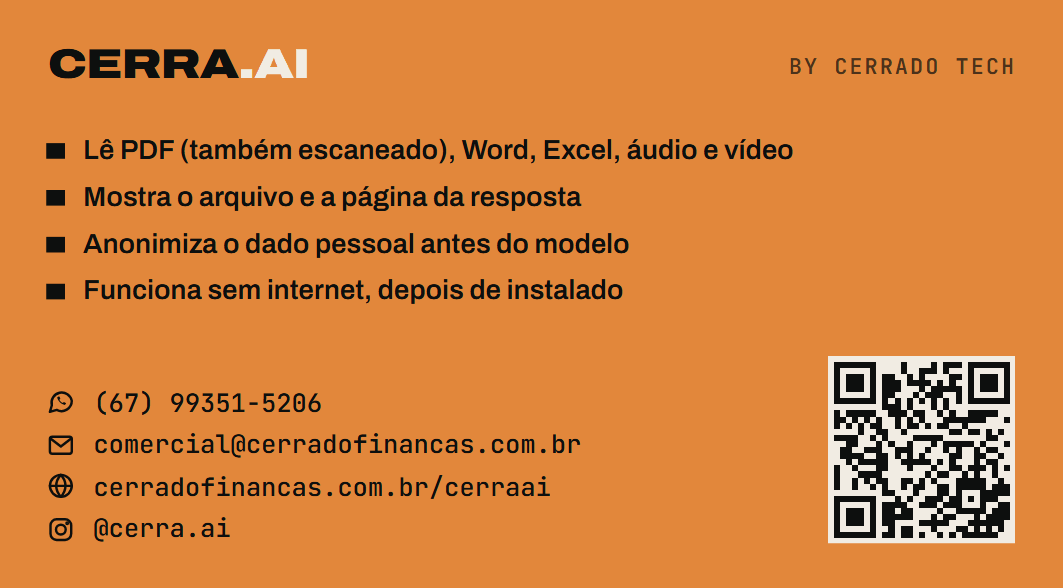 CERRA.AI
BY CERRADO TECH
Lê PDF (também escaneado), Word, Excel, áudio e vídeo
Mostra o arquivo e a página da resposta
Anonimiza o dado pessoal antes do modelo
Funciona sem internet, depois de instalado
(67) 99351-5206
comercial@cerradofinancas.com.br
cerradofinancas.com.br/cerraai
@cerra.ai